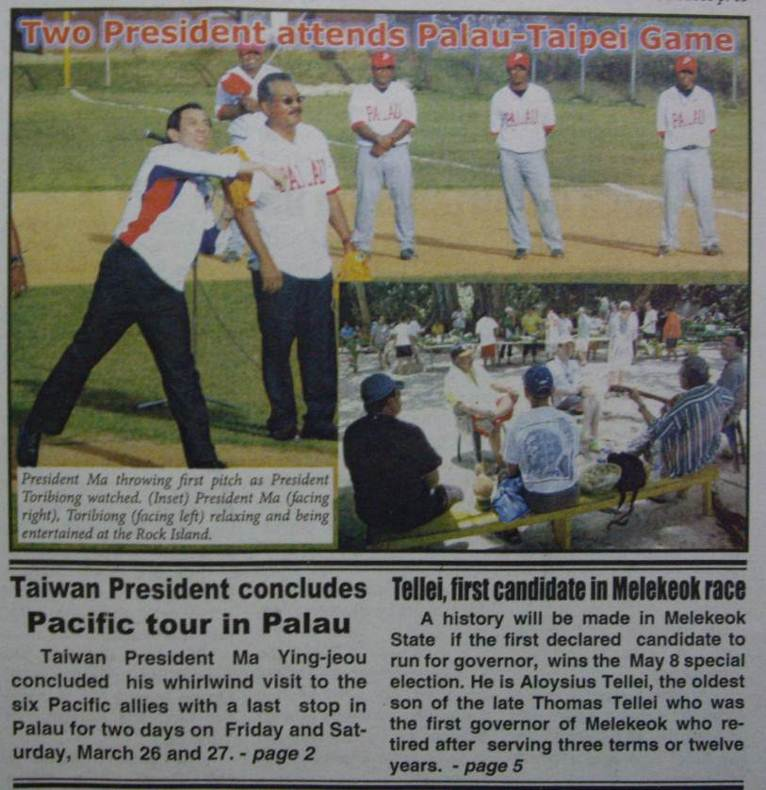 Two President attends Palau-Taipei Game
PALAU
PALAU
PALAU
PALAU
President Ma throwing first pitch as President
Toribiong watched. (Inset) President Ma (facing
right), Toribiong (facing left) relaxing and being
entertained at the Rock Island.
Taiwan President concludes
Pacific tour in Palau
Taiwan President Ma Ying-jeou
concluded his whirlwind visit to the
six Pacific allies with a last stop in
Palau for two days on Friday and Sat-
urday, March 26 and 27. - page 2
Tellei, first candidate in Melekeok race
A history will be made in Melekeok
State if the first declared candidate to
run for governor, wins the May 8 special
election. He is Aloysius Tellei, the oldest
son of the late Thomas Tellei who was
the first governor of Melekeok who re-
tired after serving three terms or twelve
years. - page 5